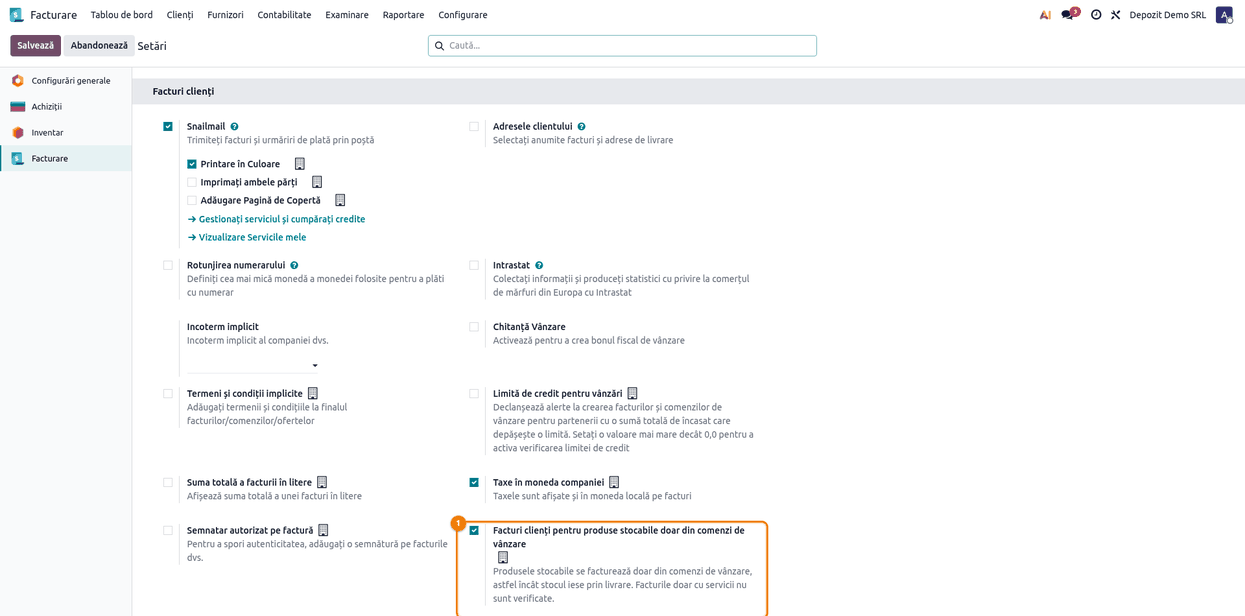 Facturare
Tablou de bord
Clienți
Furnizori
Contabilitate
Examinare
Raportare
Configurare
AI
3
Depozit Demo SRL
A
Salvează
Abandonează
Setări
Caută...
Configurări generale
Achiziții
Inventar
Facturare
Facturi clienți
Snailmail ?
Trimiteți facturi și urmăriri de plată prin poștă
Printare în Culoare
Imprimați ambele părți
Adăugare Pagină de Copertă
→ Gestionați serviciul și cumpărați credite
→ Vizualizare Servicile mele
Adresele clientului ?
Selectați anumite facturi și adrese de livrare
Rotunjirea numerarului ?
Definiți cea mai mică monedă a monedei folosite pentru a plăti
cu numerar
Intrastat ?
Colectați informații și produceți statistici cu privire la comerțul
de mărfuri din Europa cu Intrastat
Incoterm implicit
Incoterm implicit al companiei dvs.
Chitanță Vânzare
Activează pentru a crea bonul fiscal de vânzare
Termeni și condiții implicite
Adăugați termenii și condițiile la finalul
facturilor/comenzilor/ofertelor
Limită de credit pentru vânzări
Declanșează alerte la crearea facturilor și comenzilor de
vânzare pentru partenerii cu o sumă totală de încasat care
depășește o limită. Setați o valoare mai mare decât 0,0 pentru a
activa verificarea limitei de credit
Suma totală a facturii în litere
Afișează suma totală a unei facturi în litere
Taxe în moneda companiei
Taxele sunt afișate și în moneda locală pe facturi
Semnatar autorizat pe factură
Pentru a spori autenticitatea, adăugați o semnătură pe facturile
dvs.
1
Facturi clienți pentru produse stocabile doar din comenzi de
vânzare
Produsele stocabile se facturează doar din comenzi de vânzare,
astfel încât stocul iese prin livrare. Facturile doar cu servicii nu
sunt verificate.